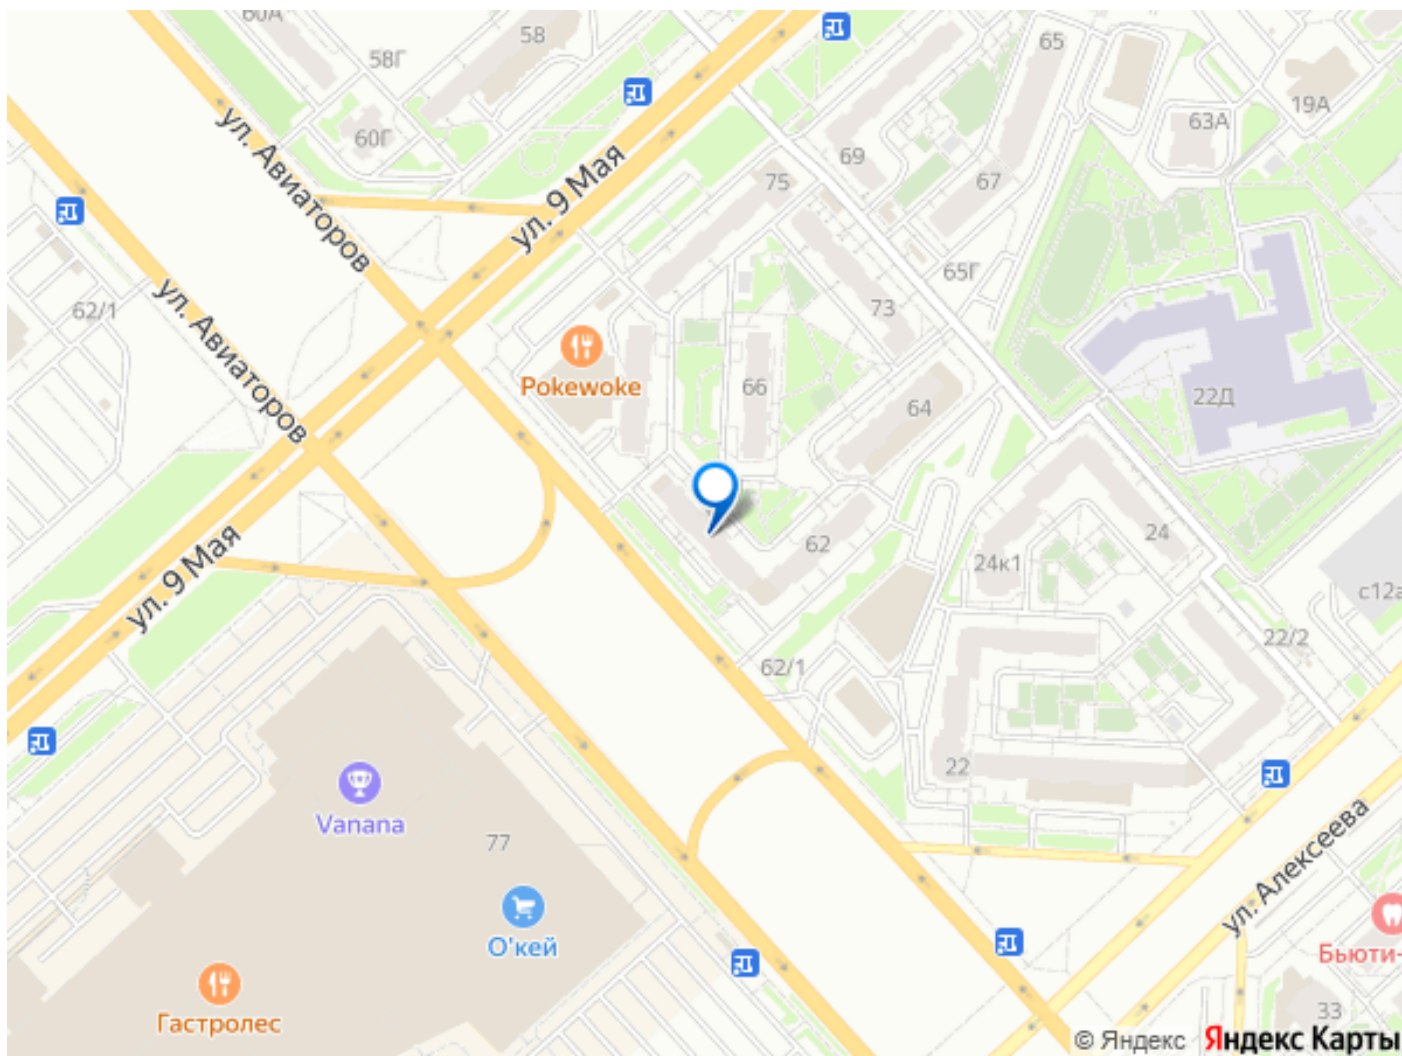 60А
58
58Г
60Г
65
19А
63А
69
67
75
ул. Авиаторов
ул. 9 Мая
65Г
62/1
73
ул. Авиаторов
Pokewoke
66
64
22Д
ул. 9 Мая
62
24
24к1
с12а
22/2
62/1
22
Vanana
77
ул. Алексеева
О'кей
Бьюти-
Гастролес
33
© Яндекс Яндекс Карты